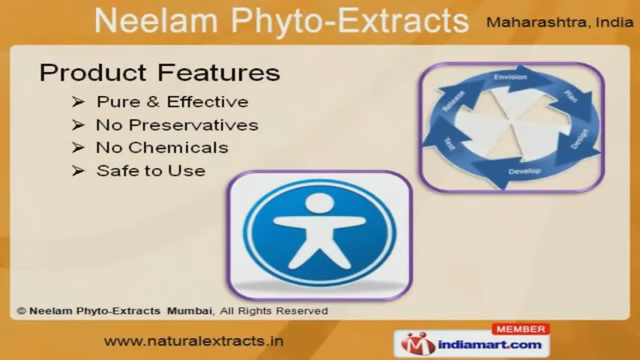 Neelam Phyto-Extracts
Maharashtra, India
Product Features
➢ Pure & Effective
➢ No Preservatives
➢ No Chemicals
➢ Safe to Use
Envision
Plan
Design
Develop
Test
Release
© Neelam Phyto-Extracts Mumbai, All Rights Reserved
www.naturalextracts.in
MEMBER
indiamart.com